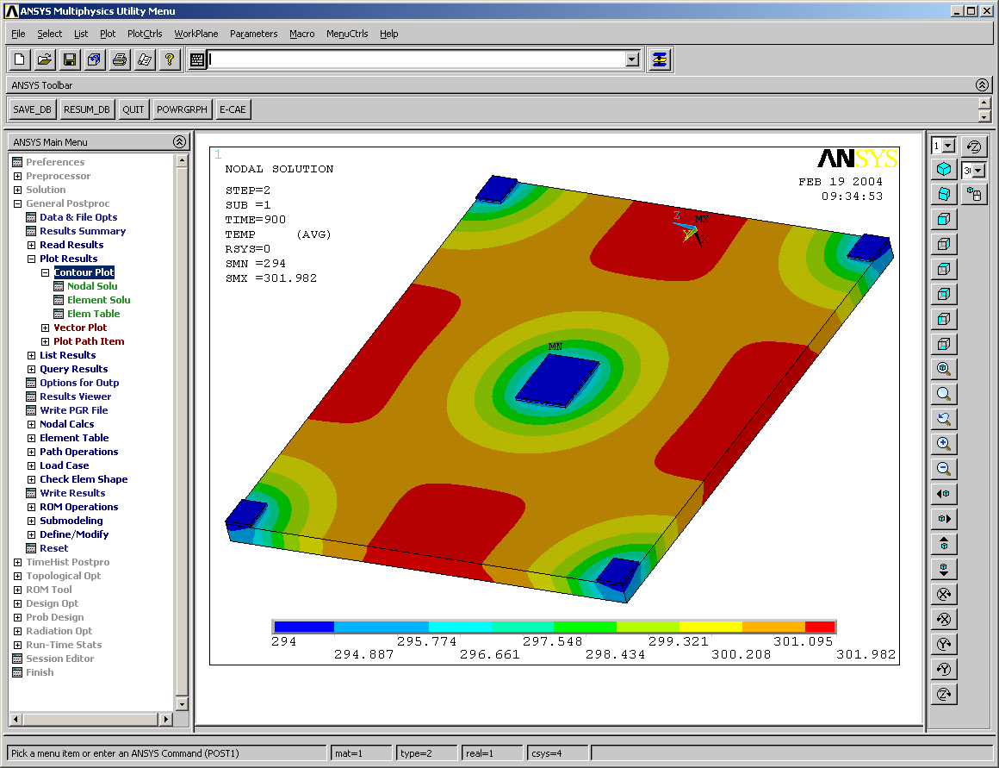 ANSYS Multiphysics Utility Menu
File Select List Plot PlotCtrls WorkPlane Parameters Macro MenuCtrls Help
ANSYS Toolbar
SAVE_DB RESUM_DB QUIT POWRGRPH E-CAE
ANSYS Main Menu
Preferences
Preprocessor
Solution
General Postproc
Data & File Opts
Results Summary
Read Results
Plot Results
Contour Plot
Nodal Solu
Element Solu
Elem Table
Vector Plot
Plot Path Item
List Results
Query Results
Options for Outp
Results Viewer
Write PGR File
Nodal Calcs
Element Table
Path Operations
Load Case
Check Elem Shape
Write Results
ROM Operations
Submodeling
Define/Modify
Reset
TimeHist Postpro
Topological Opt
ROM Tool
Design Opt
Prob Design
Radiation Opt
Run-Time Stats
Session Editor
Finish
1
NODAL SOLUTION
STEP=2
SUB =1
TIME=900
TEMP (AVG)
RSYS=0
SMN =294
SMX =301.982
ANSYS
FEB 19 2004
09:34:53
Z MX
Y X
MN
294 295.774 297.548 299.321 301.095
294.887 296.661 298.434 300.208 301.982
1
Pick a menu item or enter an ANSYS Command (POST1) mat=1 type=2 real=1 csys=4